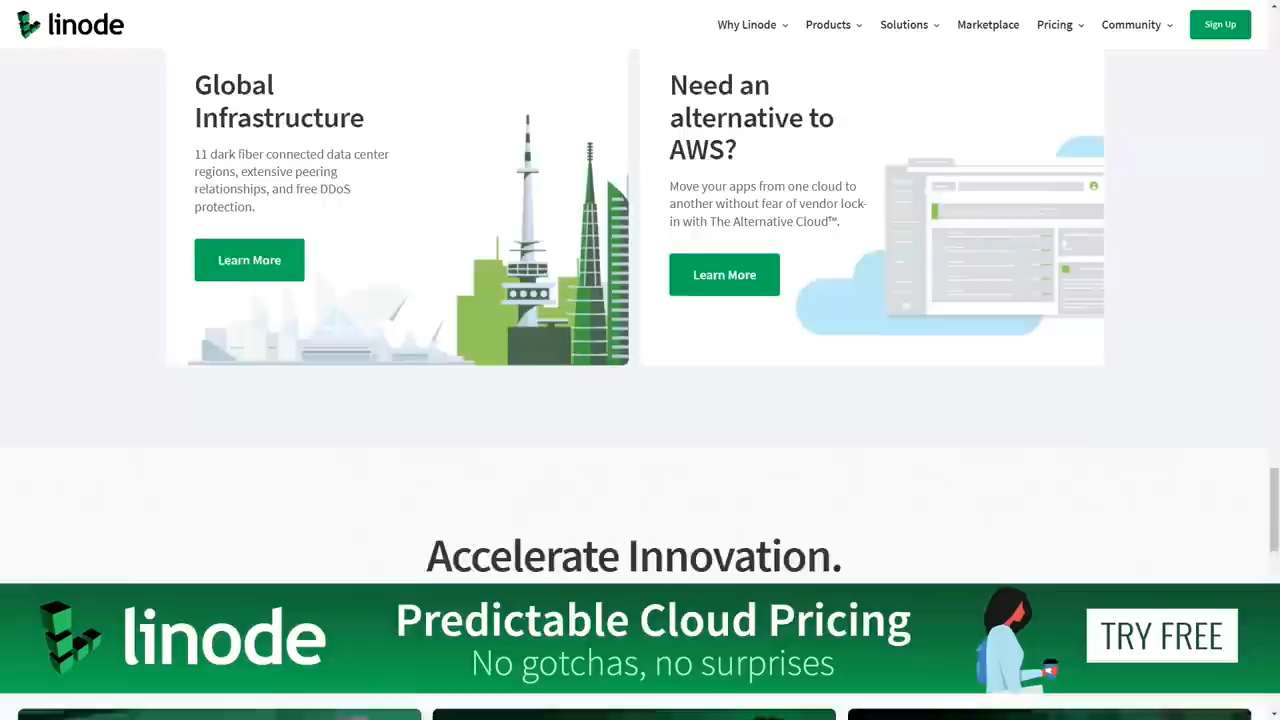 linode
Why Linode
Products
Solutions
Marketplace
Pricing
Community
Sign Up
Global
Infrastructure
11 dark fiber connected data center
regions, extensive peering
relationships, and free DDoS
protection.
Learn More
Need an
alternative to
AWS?
Move your apps from one cloud to
another without fear of vendor lock-
in with The Alternative Cloud™.
Learn More
Accelerate Innovation.
linode
Predictable Cloud Pricing
No gotchas, no surprises
TRY FREE